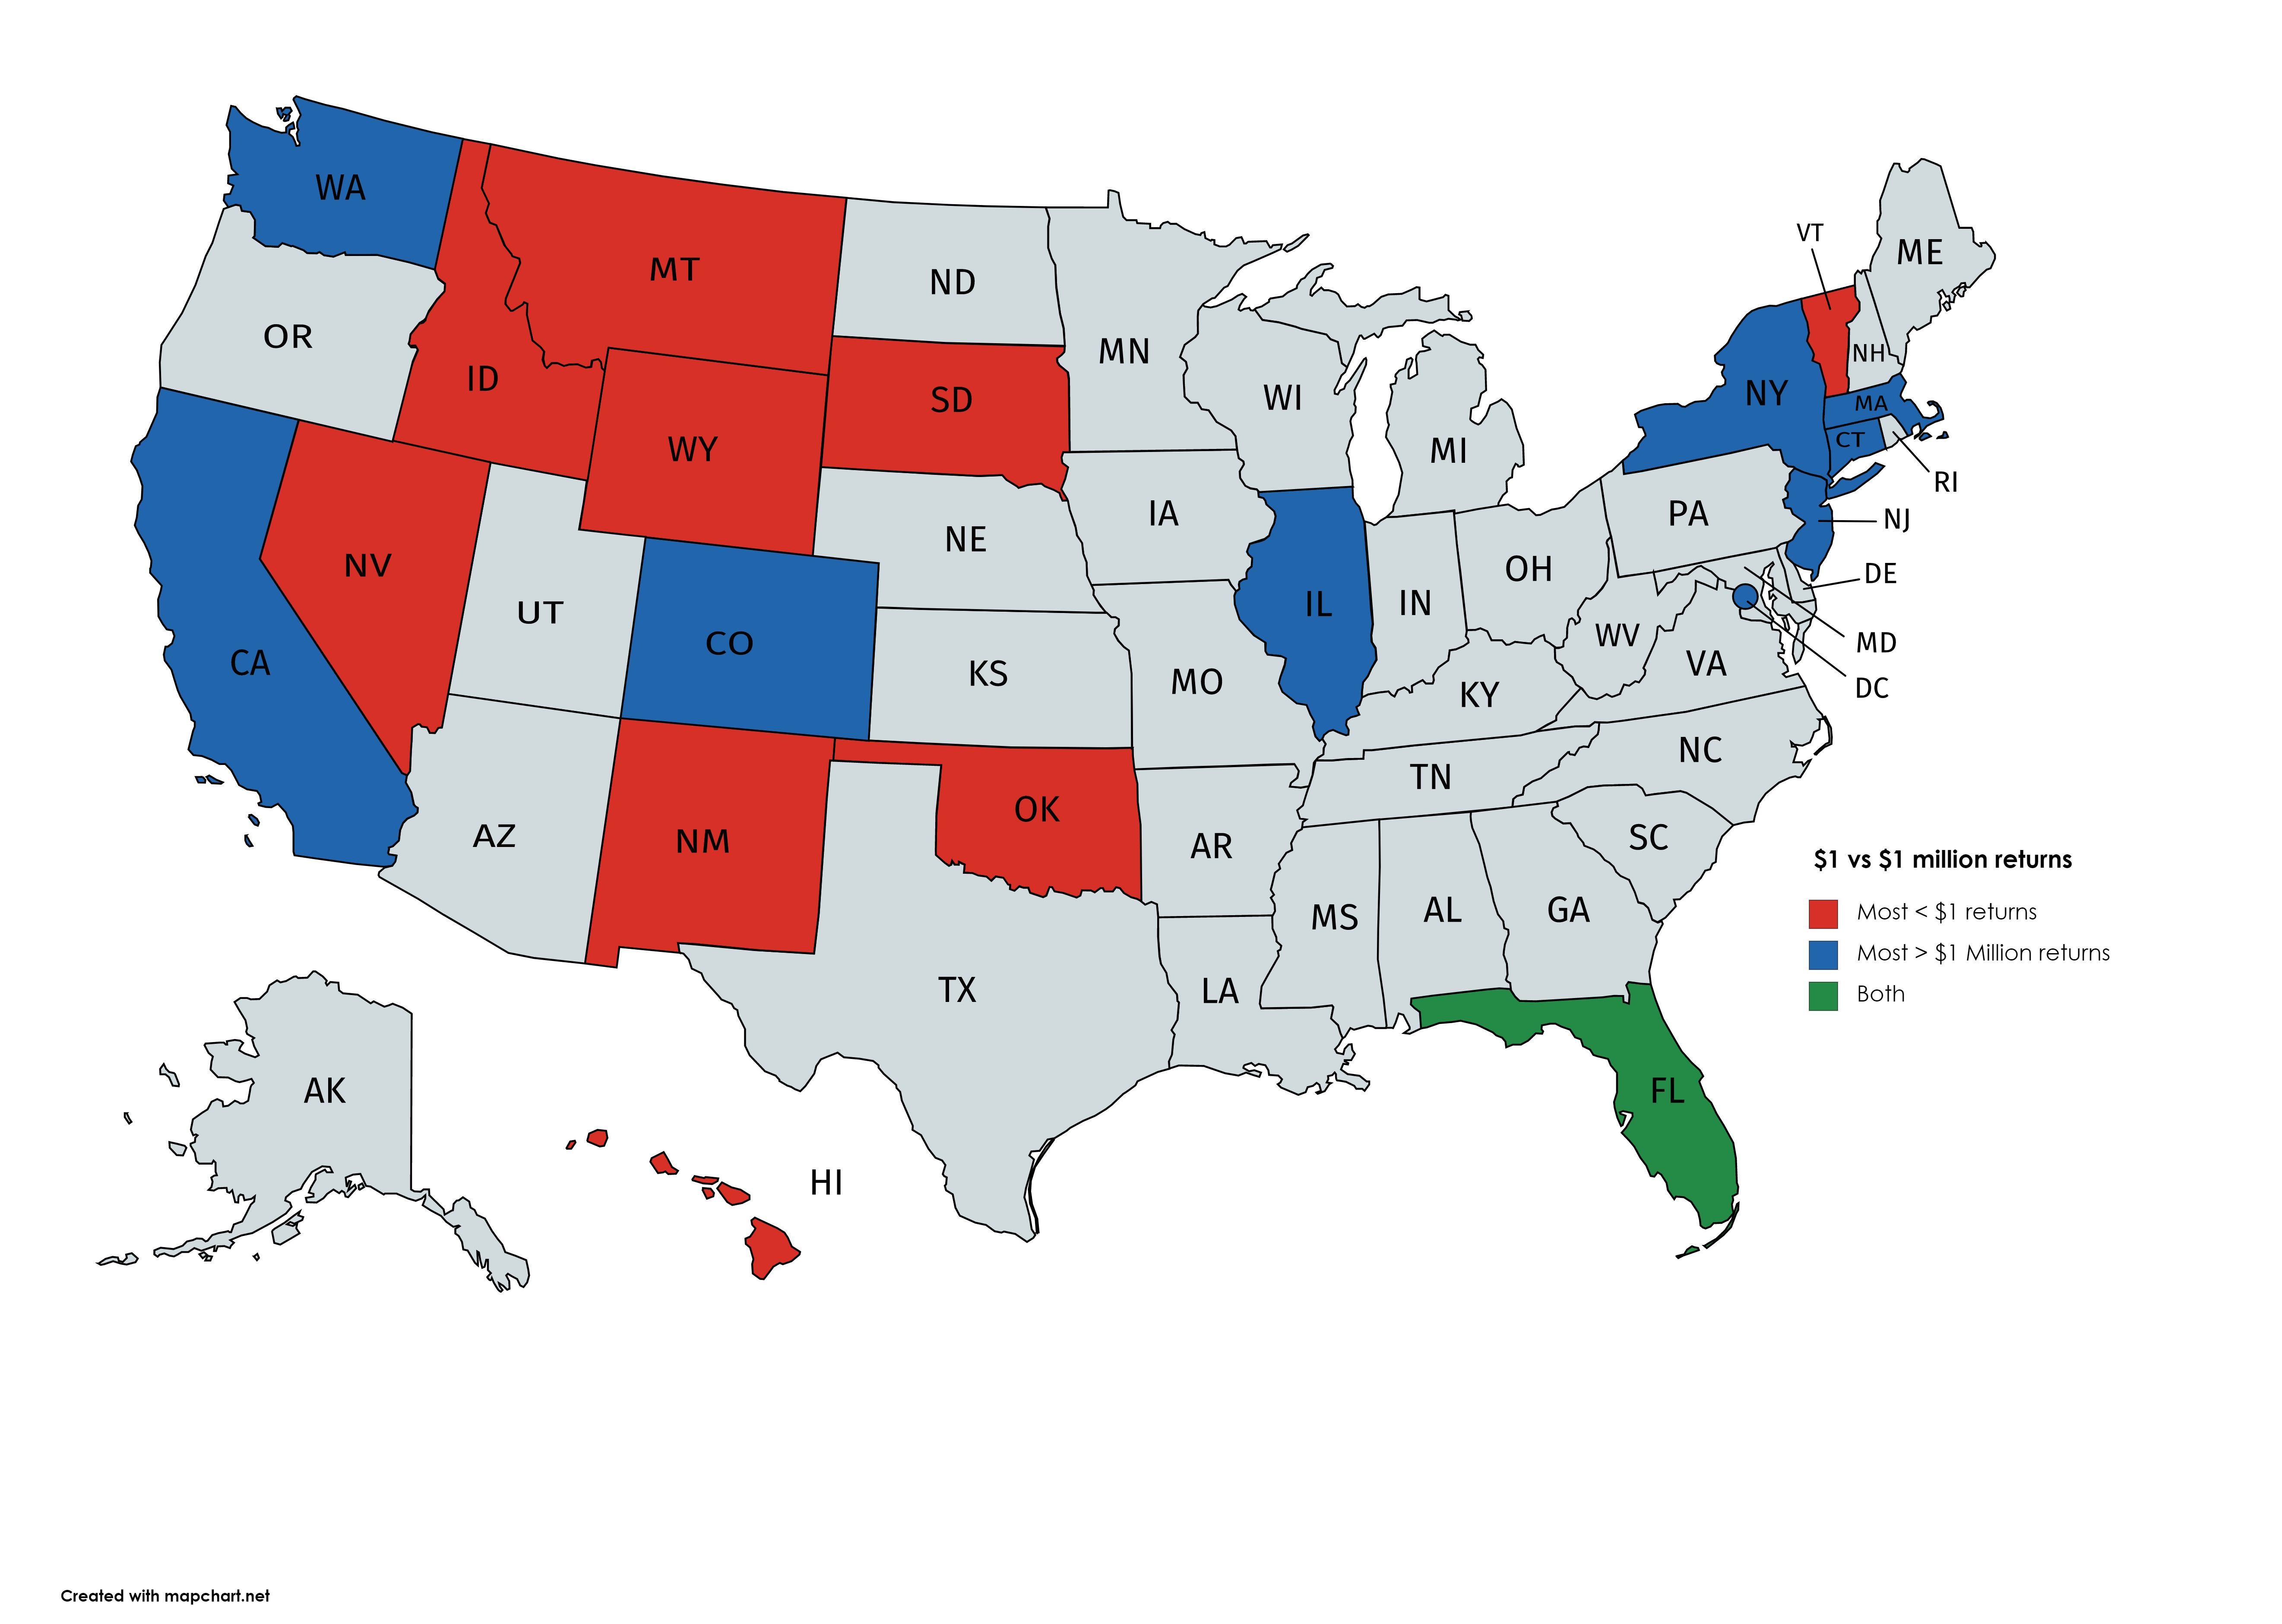 WA
MT
ND
ME
VT
OR
ID
MN
NH
SD
WI
NY
MA
WY
MI
CT
RI
NE
IA
PA
NJ
NV
OH
DE
UT
IL
IN
CO
WV
MD
CA
KS
MO
VA
KY
DC
NC
TN
OK
AZ
NM
AR
SC
$1 vs $1 million returns
MS
AL
GA
Most < $1 returns
Most > $1 Million returns
TX
LA
Both
AK
FL
HI
Created with mapchart.net